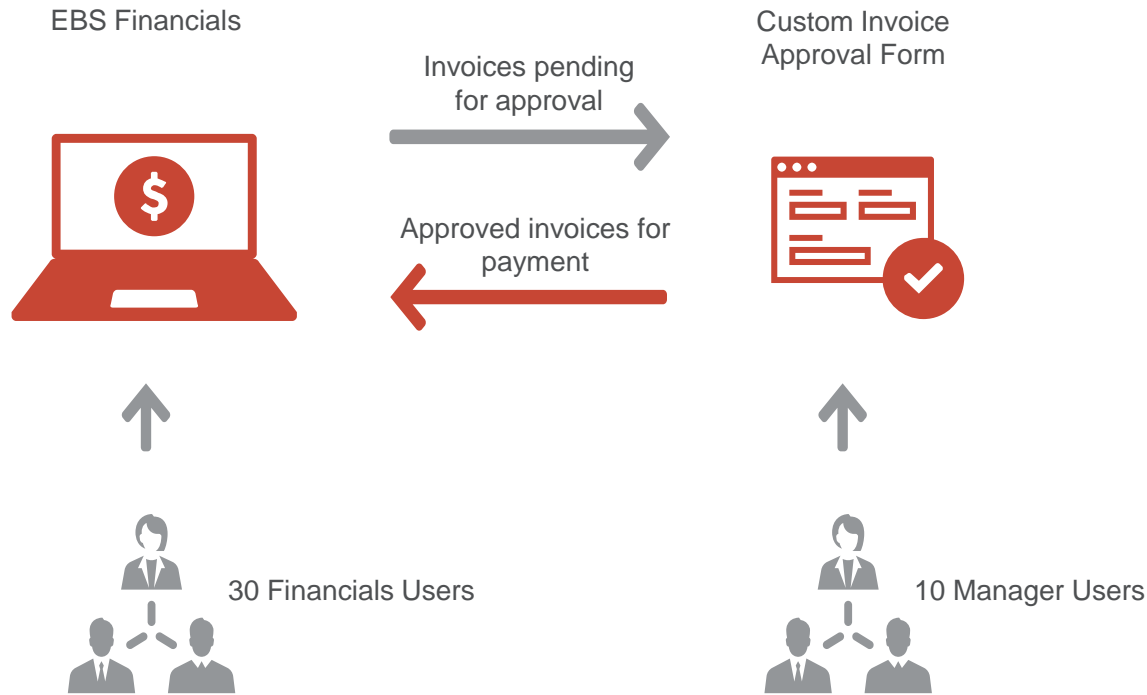 EBS Financials
Custom Invoice
Approval Form
Invoices pending
for approval
$
Approved invoices for
payment
30 Financials Users
10 Manager Users